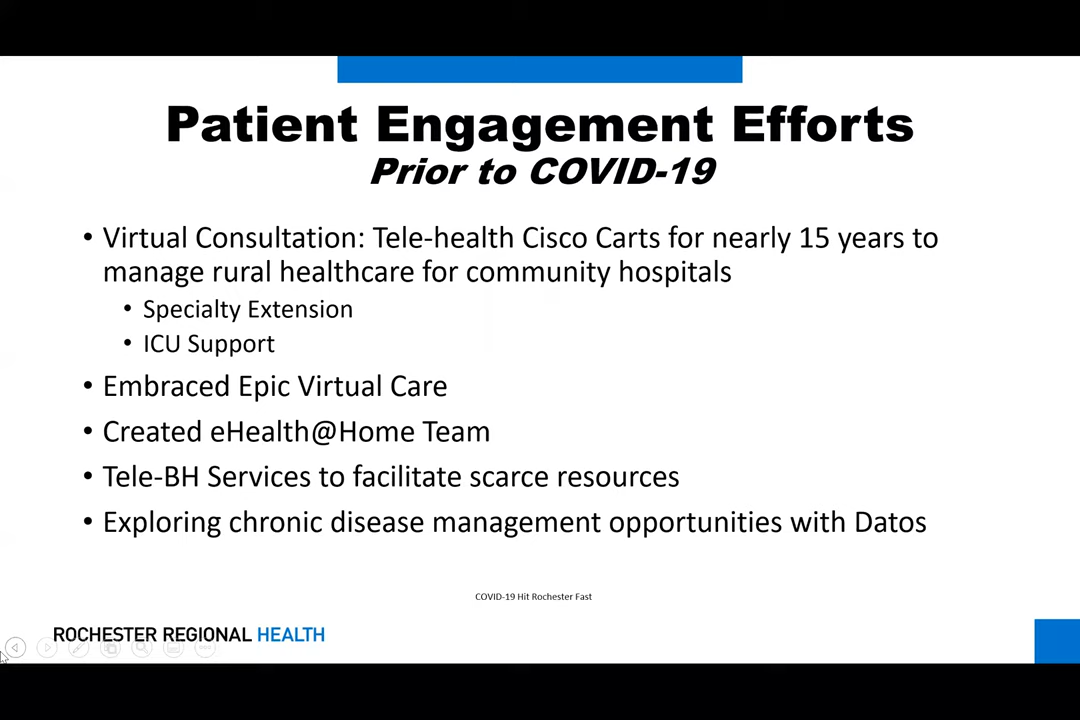 Patient Engagement Efforts
Prior to COVID-19
• Virtual Consultation: Tele-health Cisco Carts for nearly 15 years to
manage rural healthcare for community hospitals
• Specialty Extension
• ICU Support
• Embraced Epic Virtual Care
• Created eHealth@Home Team
• Tele-BH Services to facilitate scarce resources
• Exploring chronic disease management opportunities with Datos
COVID-19 Hit Rochester Fast
ROCHESTER REGIONAL HEALTH